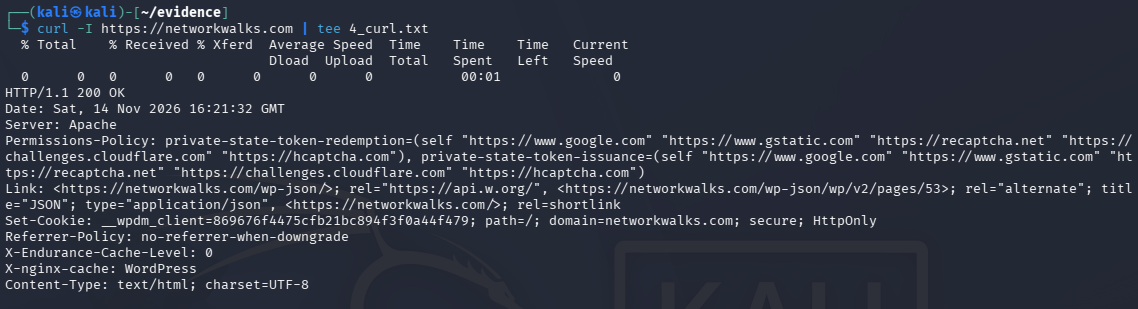 ┌──(kali㉿kali)-[~/evidence]
└─$ curl -I https://networkwalks.com | tee 4_curl.txt
  % Total    % Received % Xferd  Average Speed  Time    Time    Time   Current
                                 Dload  Upload  Total   Spent   Left   Speed
  0      0   0      0   0      0      0      0           00:01              0
HTTP/1.1 200 OK
Date: Sat, 14 Nov 2026 16:21:32 GMT
Server: Apache
Permissions-Policy: private-state-token-redemption=(self "https://www.google.com" "https://www.gstatic.com" "https://recaptcha.net" "https://
challenges.cloudflare.com" "https://hcaptcha.com"), private-state-token-issuance=(self "https://www.google.com" "https://www.gstatic.com" "ht
tps://recaptcha.net" "https://challenges.cloudflare.com" "https://hcaptcha.com")
Link: <https://networkwalks.com/wp-json/>; rel="https://api.w.org/", <https://networkwalks.com/wp-json/wp/v2/pages/53>; rel="alternate"; titl
e="JSON"; type="application/json", <https://networkwalks.com/>; rel=shortlink
Set-Cookie: __wpdm_client=869676f4475cfb21bc894f3f0a44f479; path=/; domain=networkwalks.com; secure; HttpOnly
Referrer-Policy: no-referrer-when-downgrade
X-Endurance-Cache-Level: 0
X-nginx-cache: WordPress
Content-Type: text/html; charset=UTF-8
KALI